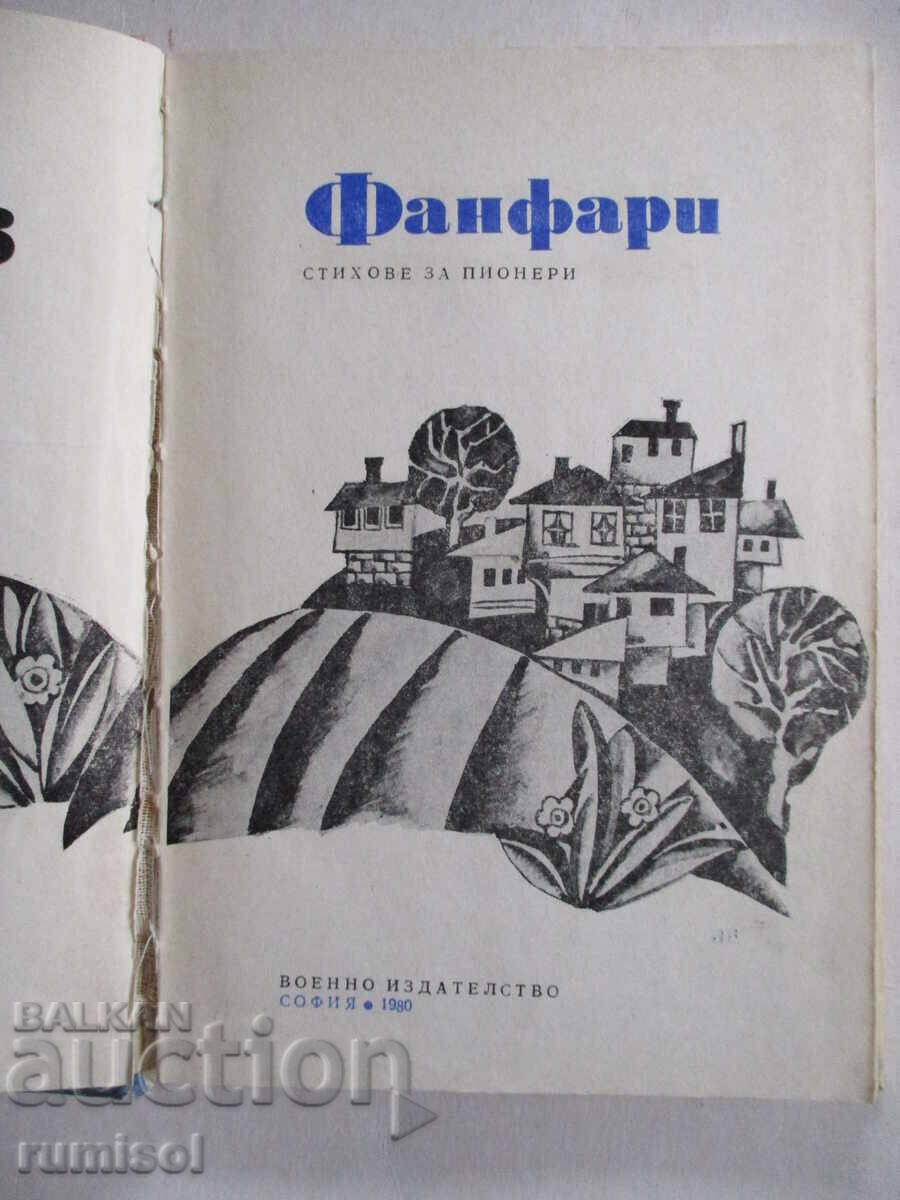 в
Фанфари
СТИХОВЕ ЗА ПИОНЕРИ
ВОЕННО ИЗДАТЕЛСТВО
СОФИЯ • 1980
BALKAN
auction
rumisol